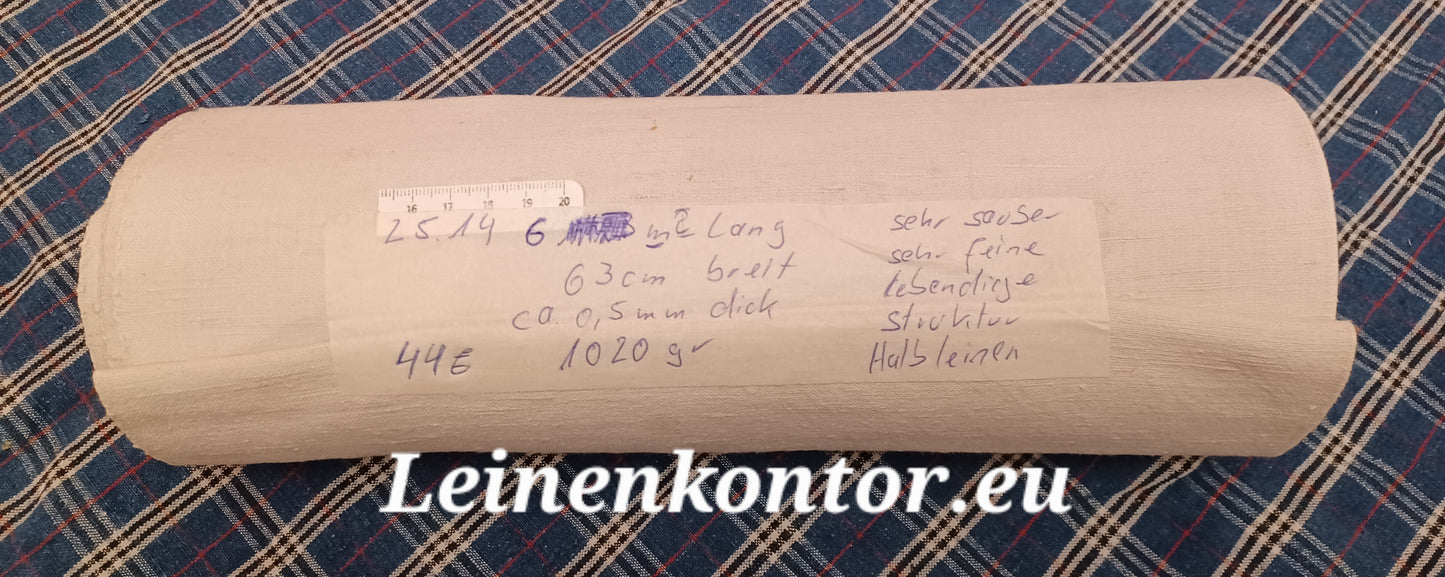 16 17 18 19 20
25.14 6 m² Lang
63cm breit
ca. 0,5mm dick
44€ 1020 gr
sehr sauber
sehr feine
lebendige
Struktur
Halbleinen
Leinenkontor.eu